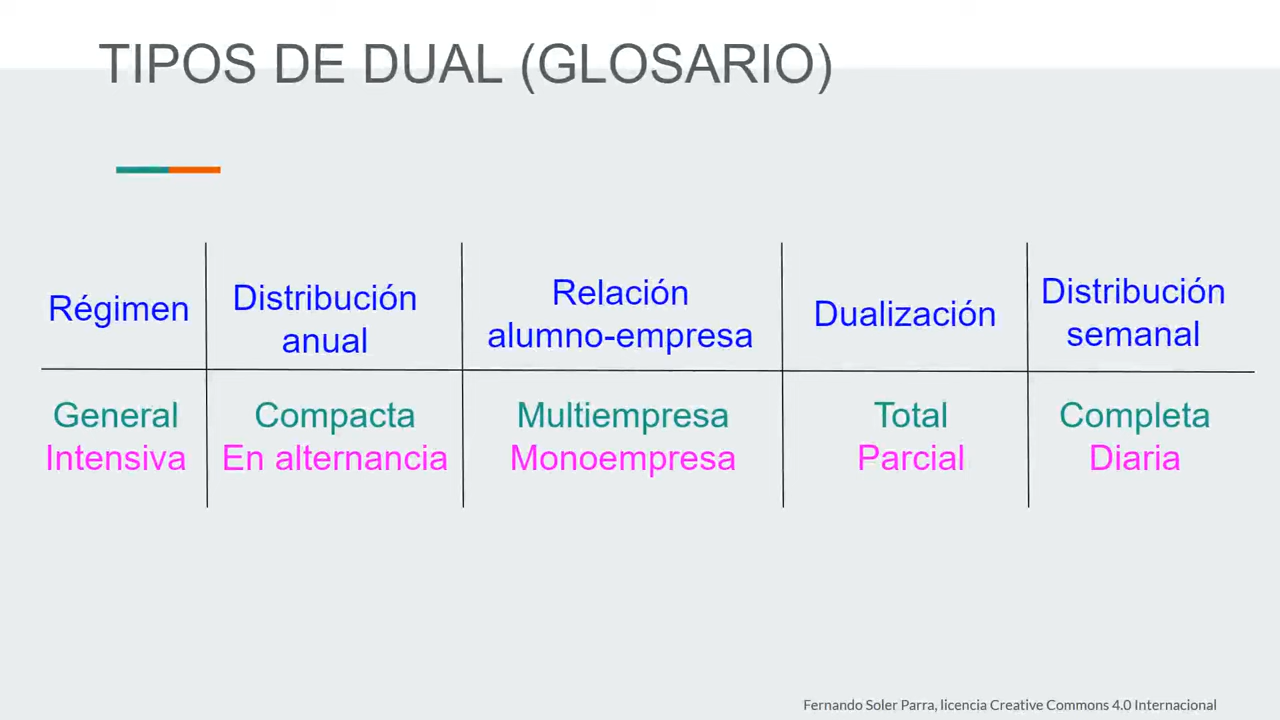 TIPOS DE DUAL (GLOSARIO)
Régimen
Distribución
anual
Relación
alumno-empresa
Dualización
Distribución
semanal
General
Intensiva
Compacta
En alternancia
Multiempresa
Monoempresa
Total
Parcial
Completa
Diaria
Fernando Soler Parra, licencia Creative Commons 4.0 Internacional